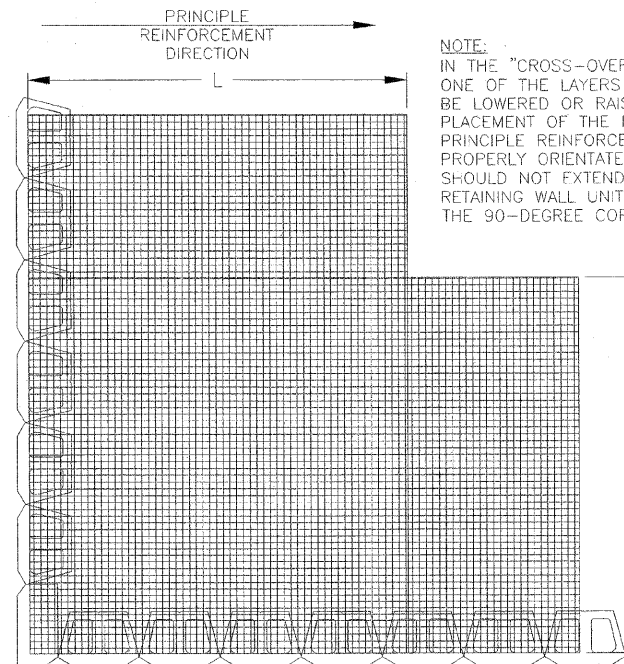 PRINCIPLE
REINFORCEMENT
DIRECTION
L
NOTE:
IN THE "CROSS-OVER
ONE OF THE LAYERS
BE LOWERED OR RAIS
PLACEMENT OF THE
PRINCIPLE REINFORCE
PROPERLY ORIENTATE
SHOULD NOT EXTEND
RETAINING WALL UNIT
THE 90-DEGREE COR